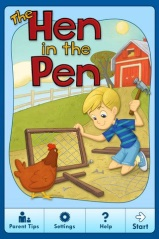 The
Hen
in the
Pen
Parent Tips
Settings
?
Help
Start